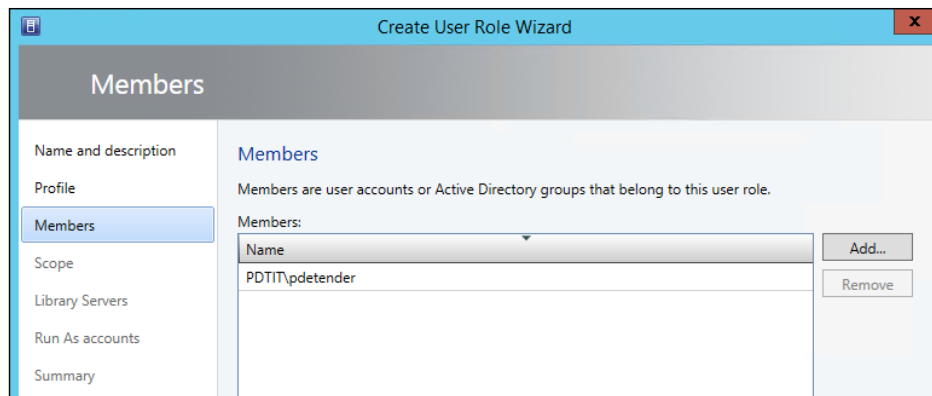 Create User Role Wizard
x
Members
Name and description
Profile
Members
Scope
Library Servers
Run As accounts
Summary
Members
Members are user accounts or Active Directory groups that belong to this user role.
Members:
Name
PDTIT\pdetender
Add...
Remove